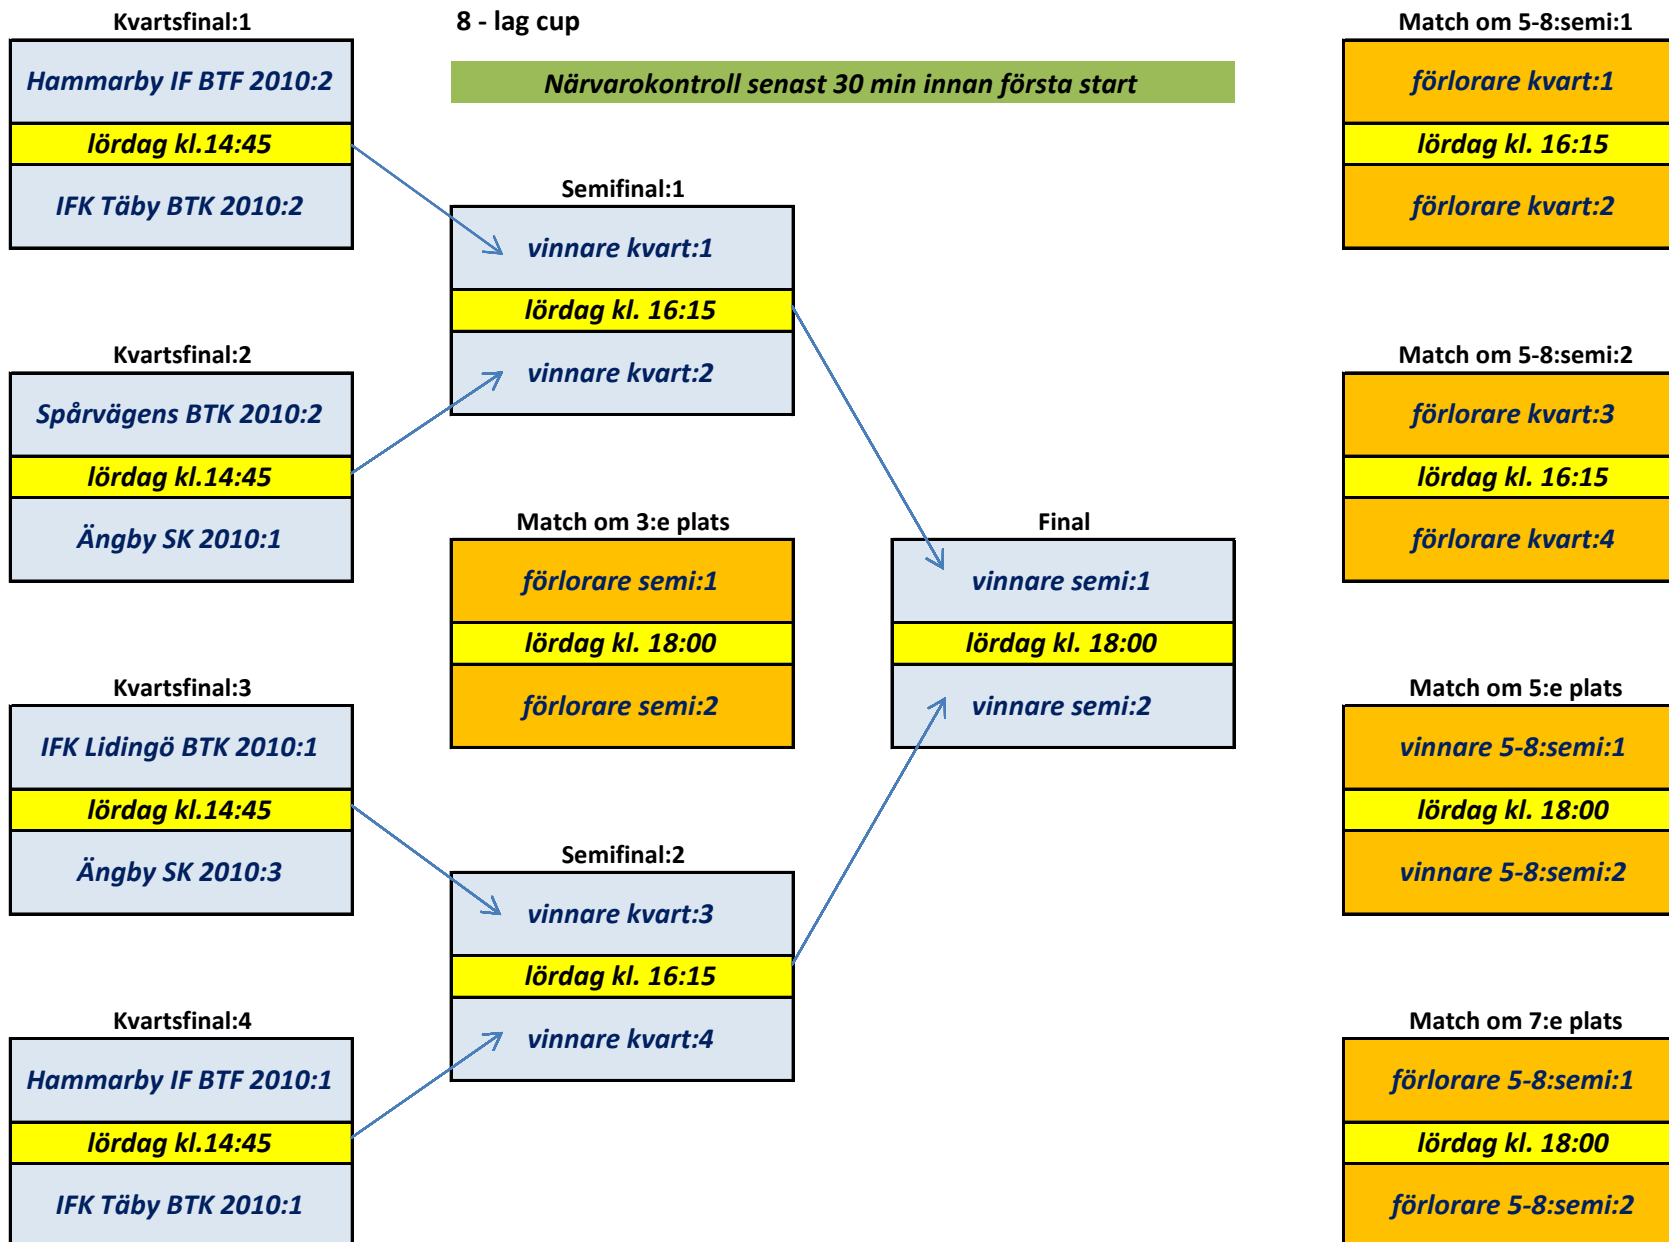 Kvartsfinal:1
Hammarby IF BTF 2010:2
lördag kl.14:45
IFK Täby BTK 2010:2
Kvartsfinal:2
Spårvägens BTK 2010:2
lördag kl.14:45
Ängby SK 2010:1
Kvartsfinal:3
IFK Lidingö BTK 2010:1
lördag kl.14:45
Ängby SK 2010:3
Kvartsfinal:4
Hammarby IF BTF 2010:1
lördag kl.14:45
IFK Täby BTK 2010:1
8 - lag cup
Närvarokontroll senast 30 min innan första start
Semifinal:1
vinnare kvart:1
lördag kl. 16:15
vinnare kvart:2
Match om 3:e plats
förlorare semi:1
lördag kl. 18:00
förlorare semi:2
Semifinal:2
vinnare kvart:3
lördag kl. 16:15
vinnare kvart:4
Final
vinnare semi:1
lördag kl. 18:00
vinnare semi:2
Match om 5-8:semi:1
förlorare kvart:1
lördag kl. 16:15
förlorare kvart:2
Match om 5-8:semi:2
förlorare kvart:3
lördag kl. 16:15
förlorare kvart:4
Match om 5:e plats
vinnare 5-8:semi:1
lördag kl. 18:00
vinnare 5-8:semi:2
Match om 7:e plats
förlorare 5-8:semi:1
lördag kl. 18:00
förlorare 5-8:semi:2